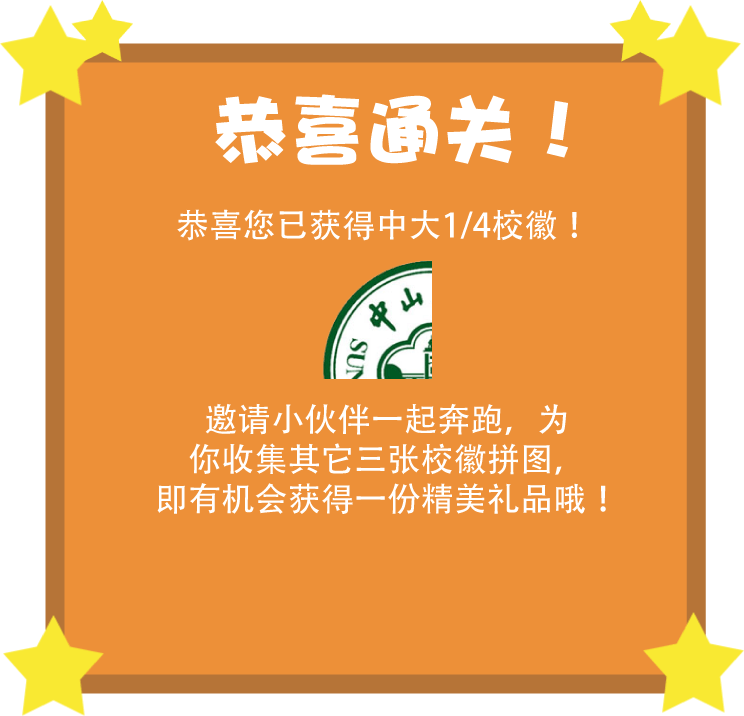 恭喜通关！
恭喜您已获得中大1/4校徽！
中山
SUN
邀请小伙伴一起奔跑，为
你收集其它三张校徽拼图，
即有机会获得一份精美礼品哦！